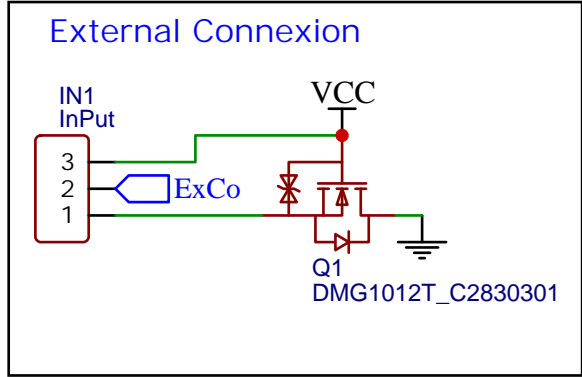 External Connexion
IN1
InPut
VCC
3
2
ExCo
1
Q1
DMG1012T_C2830301